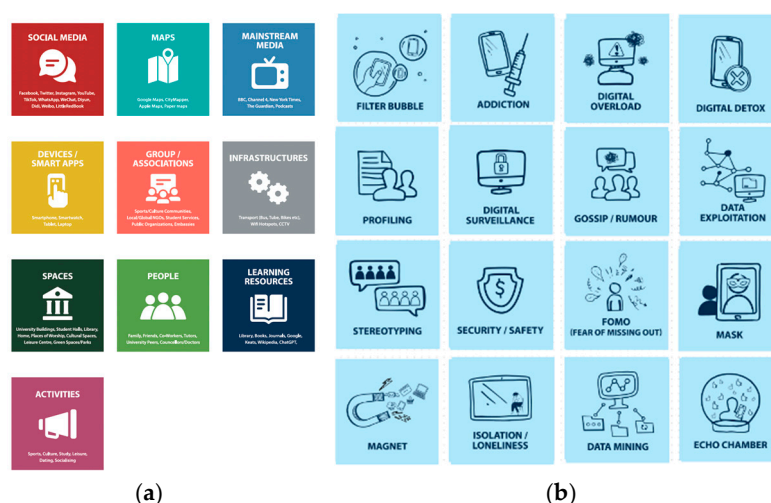 SOCIAL MEDIA
Facebook, Twitter, Instagram, YouTube,
TikTok, WhatsApp, WeChat, Diyun,
Didi, Weibo, LittleRedBook
MAPS
Google Maps, CityMapper,
Apple Maps, Paper maps
MAINSTREAM
MEDIA
BBC, Channel 4, New York Times,
The Guardian, Podcasts
DEVICES /
SMART APPS
Smartphone, Smartwatch,
Tablet, Laptop
GROUP /
ASSOCIATIONS
Sports/Culture Communities,
Local/Global NGOs, Student Services,
Public Organizations, Embassies
INFRASTRUCTURES
Transport (Bus, Tube, Bikes etc),
Wifi Hotspots, CCTV
SPACES
University Buildings, Student Halls, Library,
Home, Places of Worship, Cultural Spaces,
Leisure Centre, Green Spaces/Parks
PEOPLE
Family, Friends, Co-Workers, Tutors,
University Peers, Counsellors/Doctors
LEARNING
RESOURCES
Library, Books, Journals, Google,
Keats, Wikipedia, ChatGPT,
ACTIVITIES
Sports, Culture, Study, Leisure,
Dating, Socialising
(a)
FILTER BUBBLE
ADDICTION
DIGITAL
OVERLOAD
DIGITAL DETOX
PROFILING
DIGITAL
SURVEILLANCE
GOSSIP / RUMOUR
DATA
EXPLOITATION
STEREOTYPING
SECURITY / SAFETY
FOMO
(FEAR OF MISSING OUT)
MASK
MAGNET
ISOLATION /
LONELINESS
DATA MINING
ECHO CHAMBER
(b)